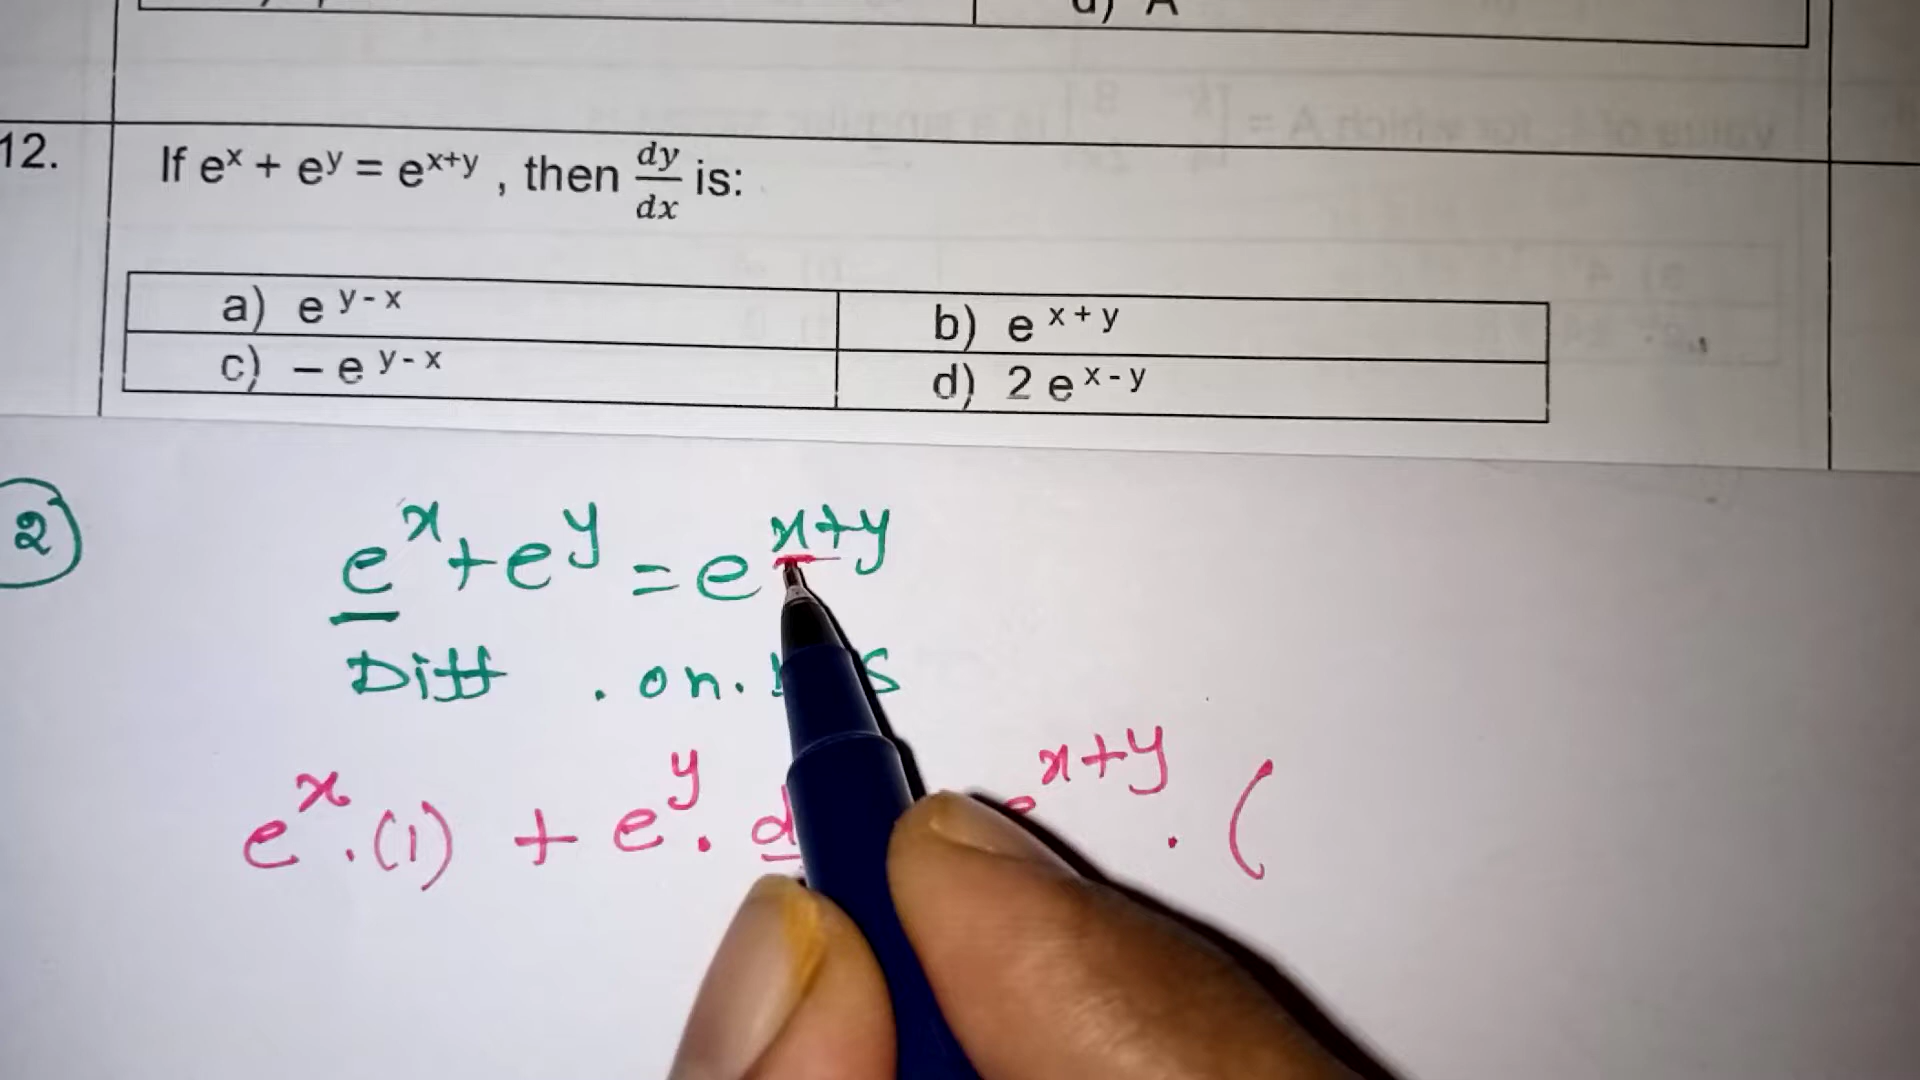 d) A
12. If eˣ + eʸ = eˣ⁺ʸ , then dy/dx is:
a) e ʸ⁻ˣ b) e ˣ⁺ʸ
c) – e ʸ⁻ˣ d) 2 e ˣ⁻ʸ
2 eˣ + eʸ = eˣ⁺ʸ
Diff . on.
eˣ . (1) + eʸ . d eˣ⁺ʸ . (